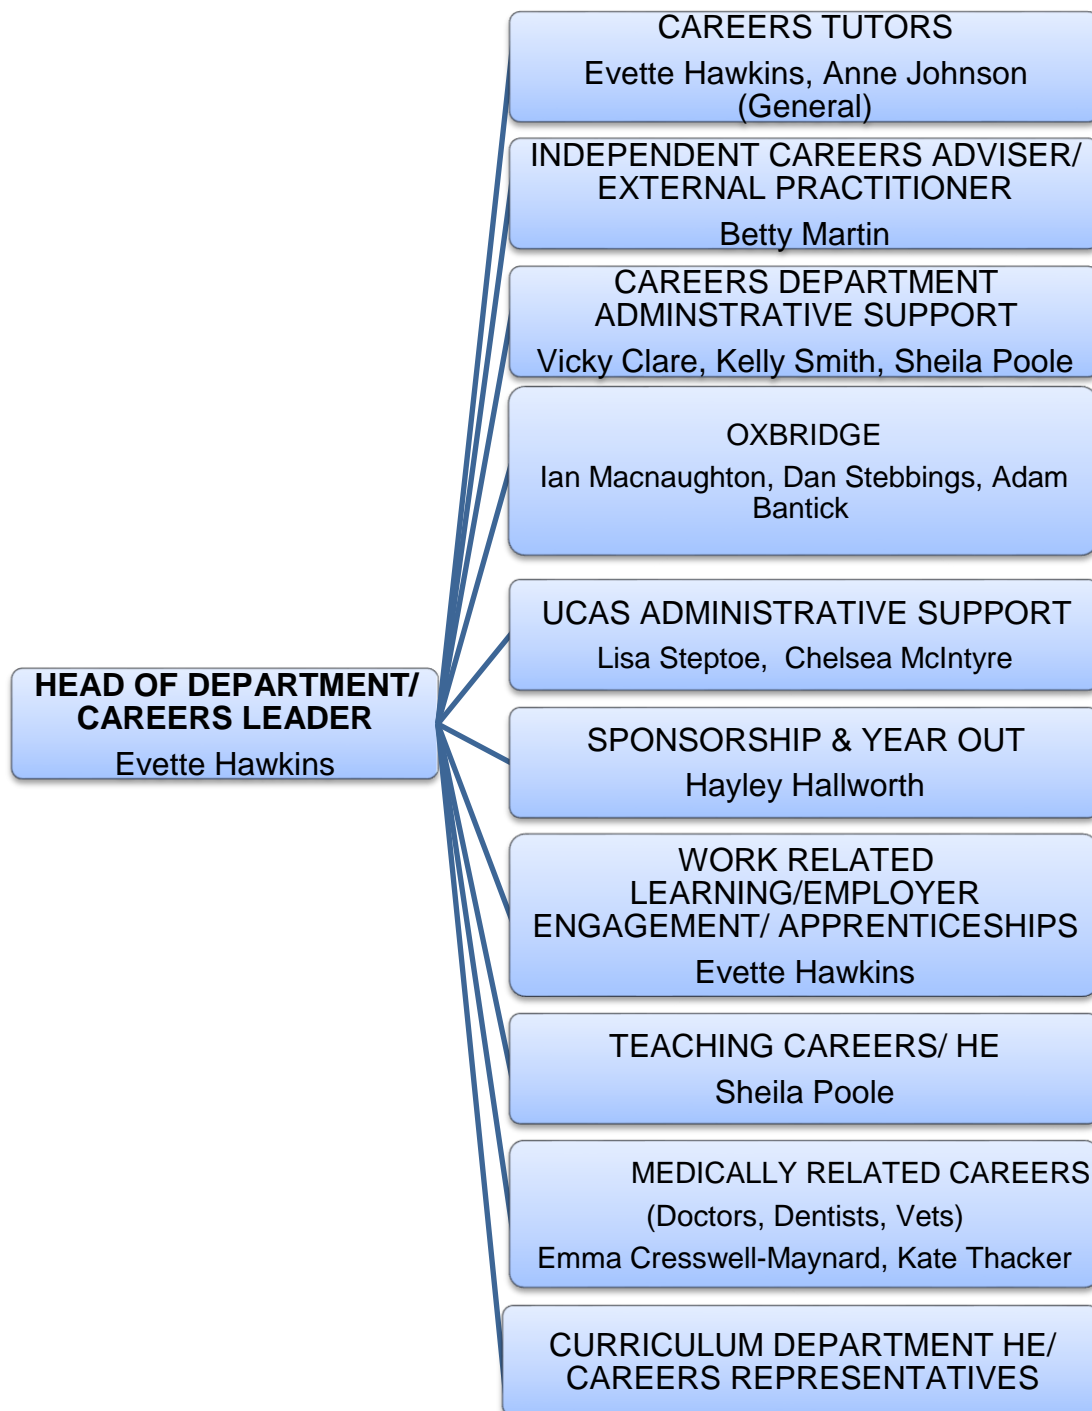 CAREERS TUTORS
Evette Hawkins, Anne Johnson
(General)
INDEPENDENT CAREERS ADVISER/
EXTERNAL PRACTITIONER
Betty Martin
CAREERS DEPARTMENT
ADMINSTRATIVE SUPPORT
Vicky Clare, Kelly Smith, Sheila Poole
OXBRIDGE
Ian Macnaughton, Dan Stebbings, Adam
Bantick
UCAS ADMINISTRATIVE SUPPORT
Lisa Steptoe, Chelsea McIntyre
HEAD OF DEPARTMENT/
CAREERS LEADER
Evette Hawkins
SPONSORSHIP & YEAR OUT
Hayley Hallworth
WORK RELATED
LEARNING/EMPLOYER
ENGAGEMENT/ APPRENTICESHIPS
Evette Hawkins
TEACHING CAREERS/ HE
Sheila Poole
MEDICALLY RELATED CAREERS
(Doctors, Dentists, Vets)
Emma Cresswell-Maynard, Kate Thacker
CURRICULUM DEPARTMENT HE/
CAREERS REPRESENTATIVES